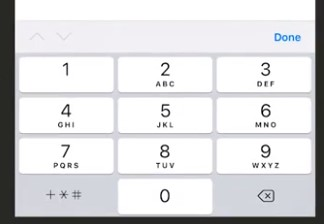 Done
1 2 3
ABC DEF
4 5 6
GHI JKL MNO
7 8 9
PQRS TUV WXYZ
+*# 0